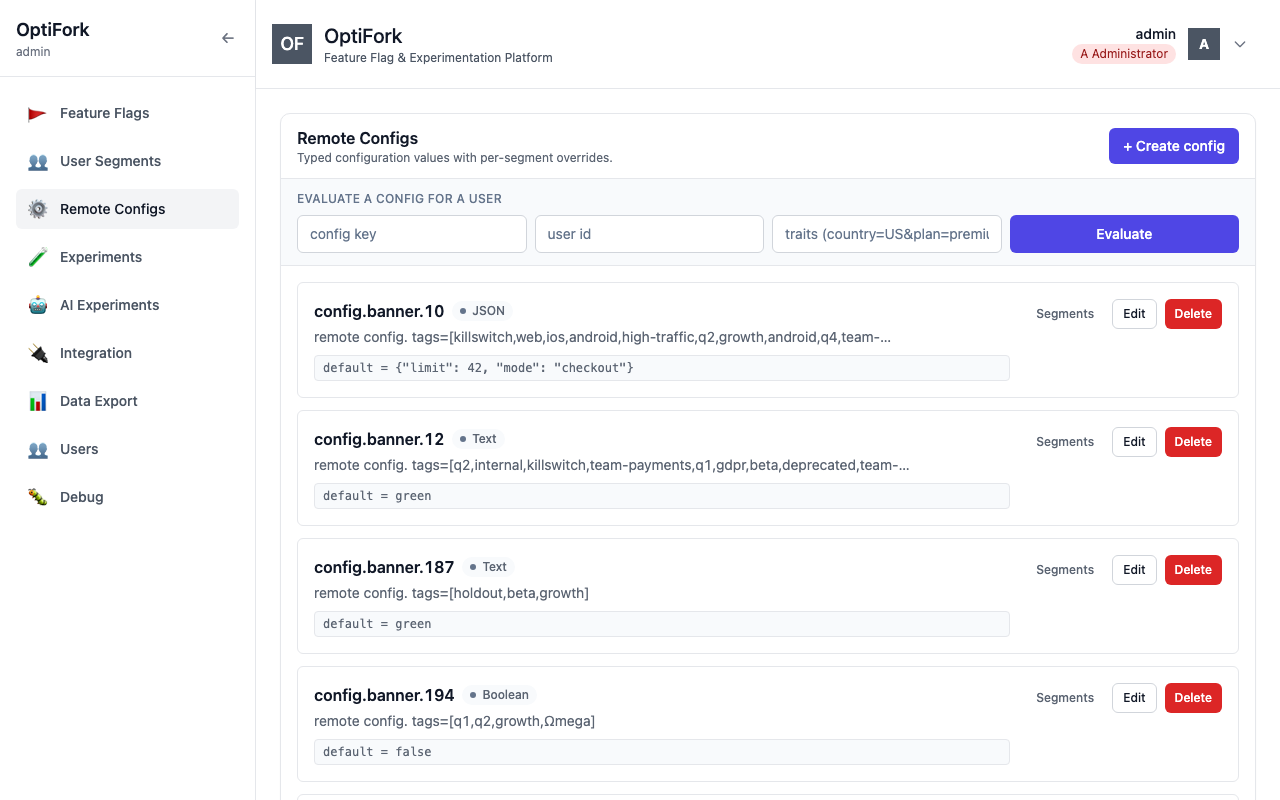 OptiFork
admin
←
Feature Flags
User Segments
Remote Configs
Experiments
AI Experiments
Integration
Data Export
Users
Debug
OF
OptiFork
Feature Flag & Experimentation Platform
admin
A Administrator
A
Remote Configs
Typed configuration values with per-segment overrides.
+ Create config
EVALUATE A CONFIG FOR A USER
config key
user id
traits (country=US&plan=premiu
Evaluate
config.banner.10
JSON
remote config. tags=[killswitch,web,ios,android,high-traffic,q2,growth,android,q4,team-...
default = {"limit": 42, "mode": "checkout"}
Segments
Edit
Delete
config.banner.12
Text
remote config. tags=[q2,internal,killswitch,team-payments,q1,gdpr,beta,deprecated,team-...
default = green
Segments
Edit
Delete
config.banner.187
Text
remote config. tags=[holdout,beta,growth]
default = green
Segments
Edit
Delete
config.banner.194
Boolean
remote config. tags=[q1,q2,growth,Ωmega]
default = false
Segments
Edit
Delete